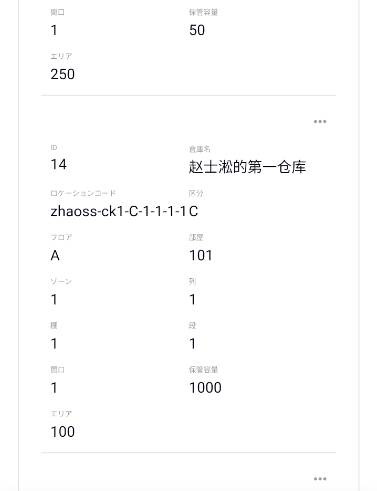 間口 保管容量
1 50
エリア
250
ID 倉庫名
14 赵士淞的第一仓库
ロケーションコード 区分
zhaoss-ck1-C-1-1-1-1 C
フロア 部屋
A 101
ゾーン 列
1 1
棚 段
1 1
間口 保管容量
1 1000
エリア
100